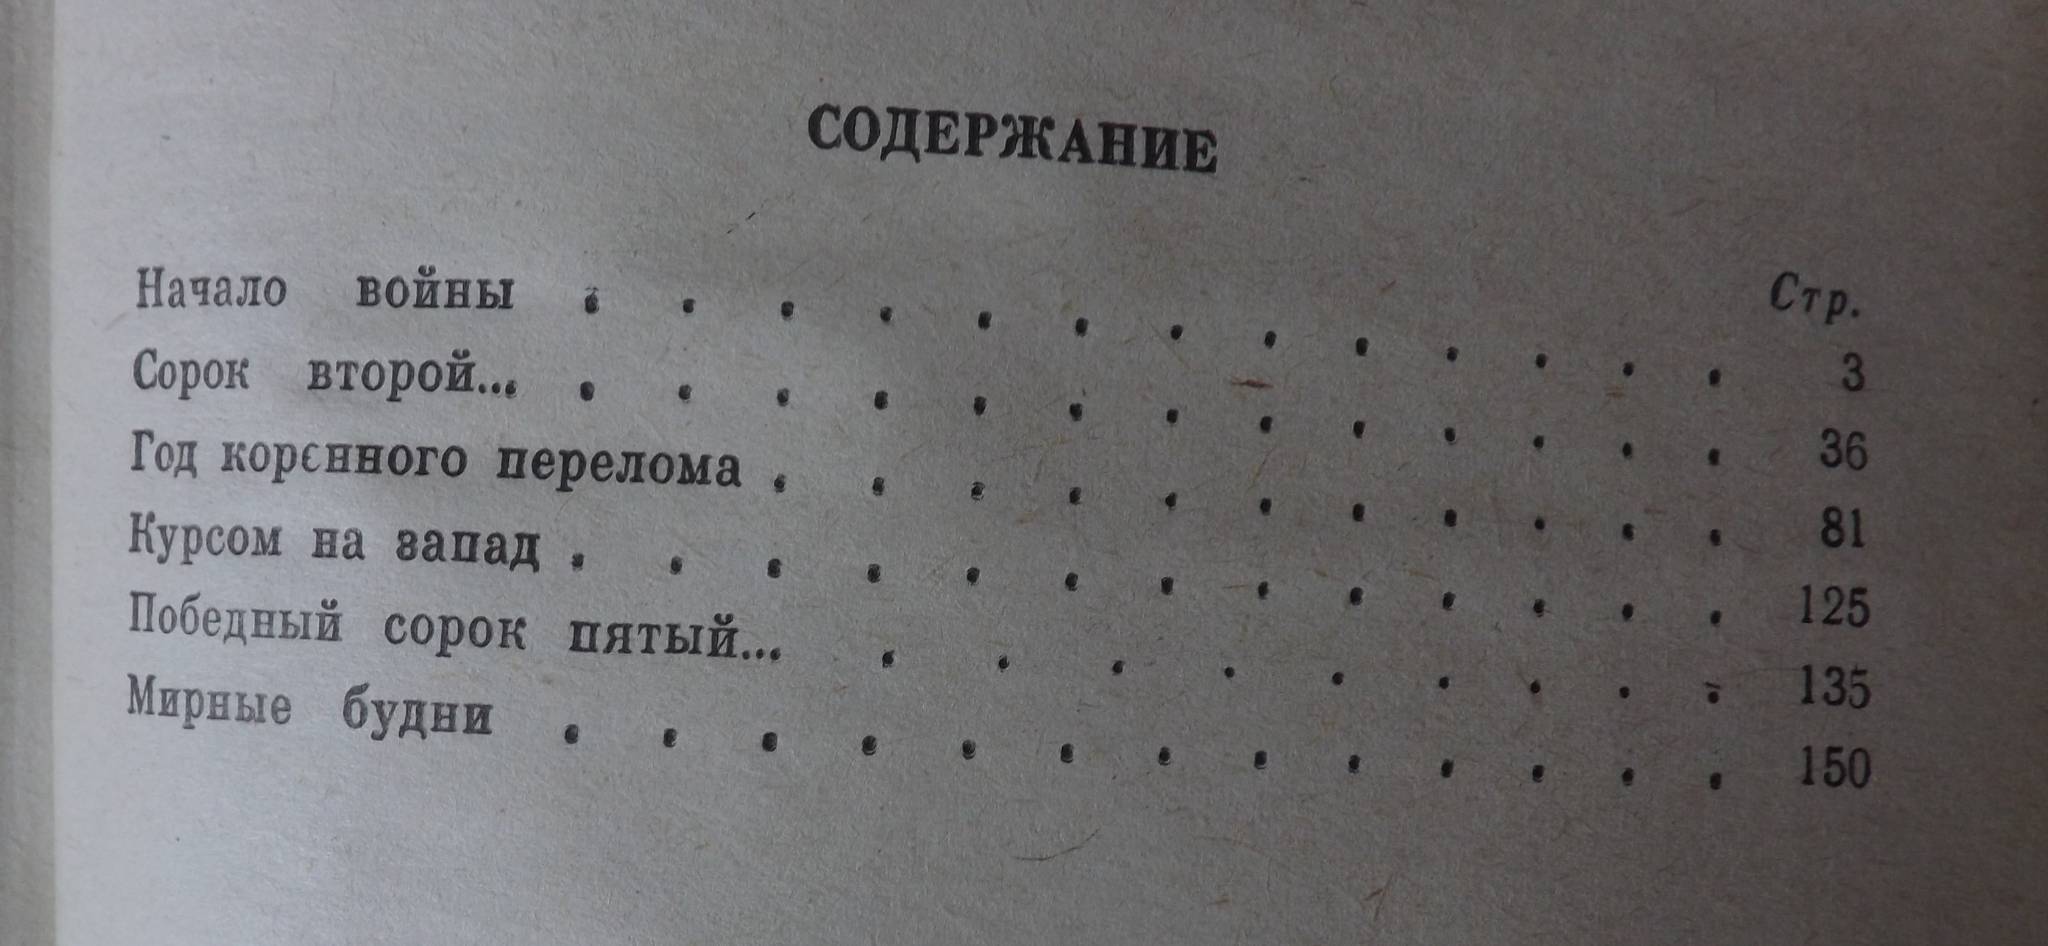 СОДЕРЖАНИЕ
Стр.
Начало войны . . . . . . . . . . . . . 3
Сорок второй... . . . . . . . . . . . . . 36
Год коренного перелома . . . . . . . . . . . 81
Курсом на запад . . . . . . . . . . . . . 125
Победный сорок пятый... . . . . . . . . . 135
Мирные будни . . . . . . . . . . . . . 150